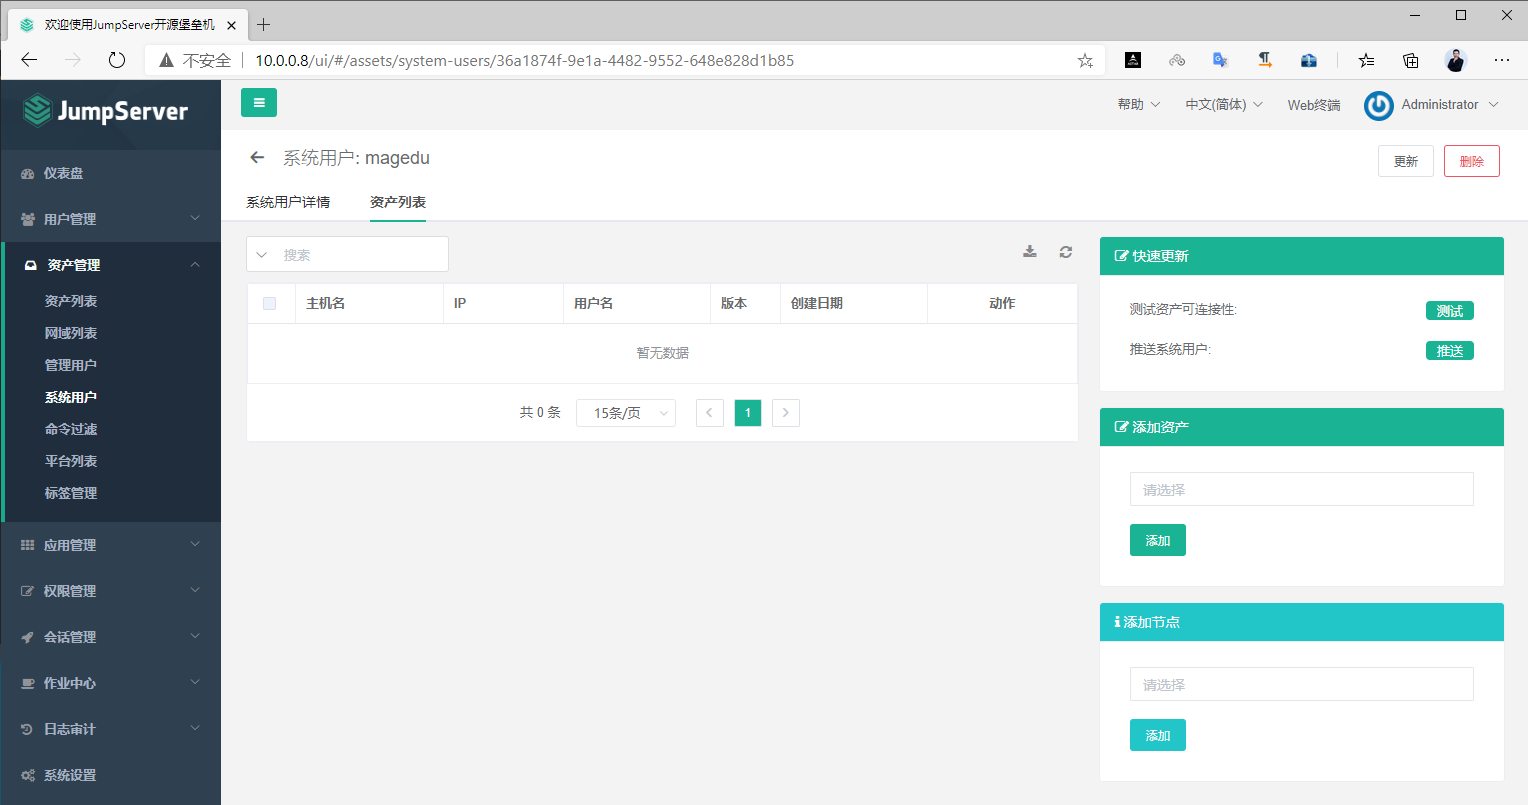 欢迎使用JumpServer开源堡垒机
不安全
10.0.0.8/ui/#/assets/system-users/36a1874f-9e1a-4482-9552-648e828d1b85
JumpServer
帮助
中文(简体)
Web终端
Administrator
仪表盘
用户管理
资产管理
资产列表
网域列表
管理用户
系统用户
命令过滤
平台列表
标签管理
应用管理
权限管理
会话管理
作业中心
日志审计
系统设置
系统用户: magedu
更新
删除
系统用户详情
资产列表
搜索
主机名
IP
用户名
版本
创建日期
动作
暂无数据
共 0 条
15条/页
1
快速更新
测试资产可连接性:
测试
推送系统用户:
推送
添加资产
请选择
添加
添加节点
请选择
添加